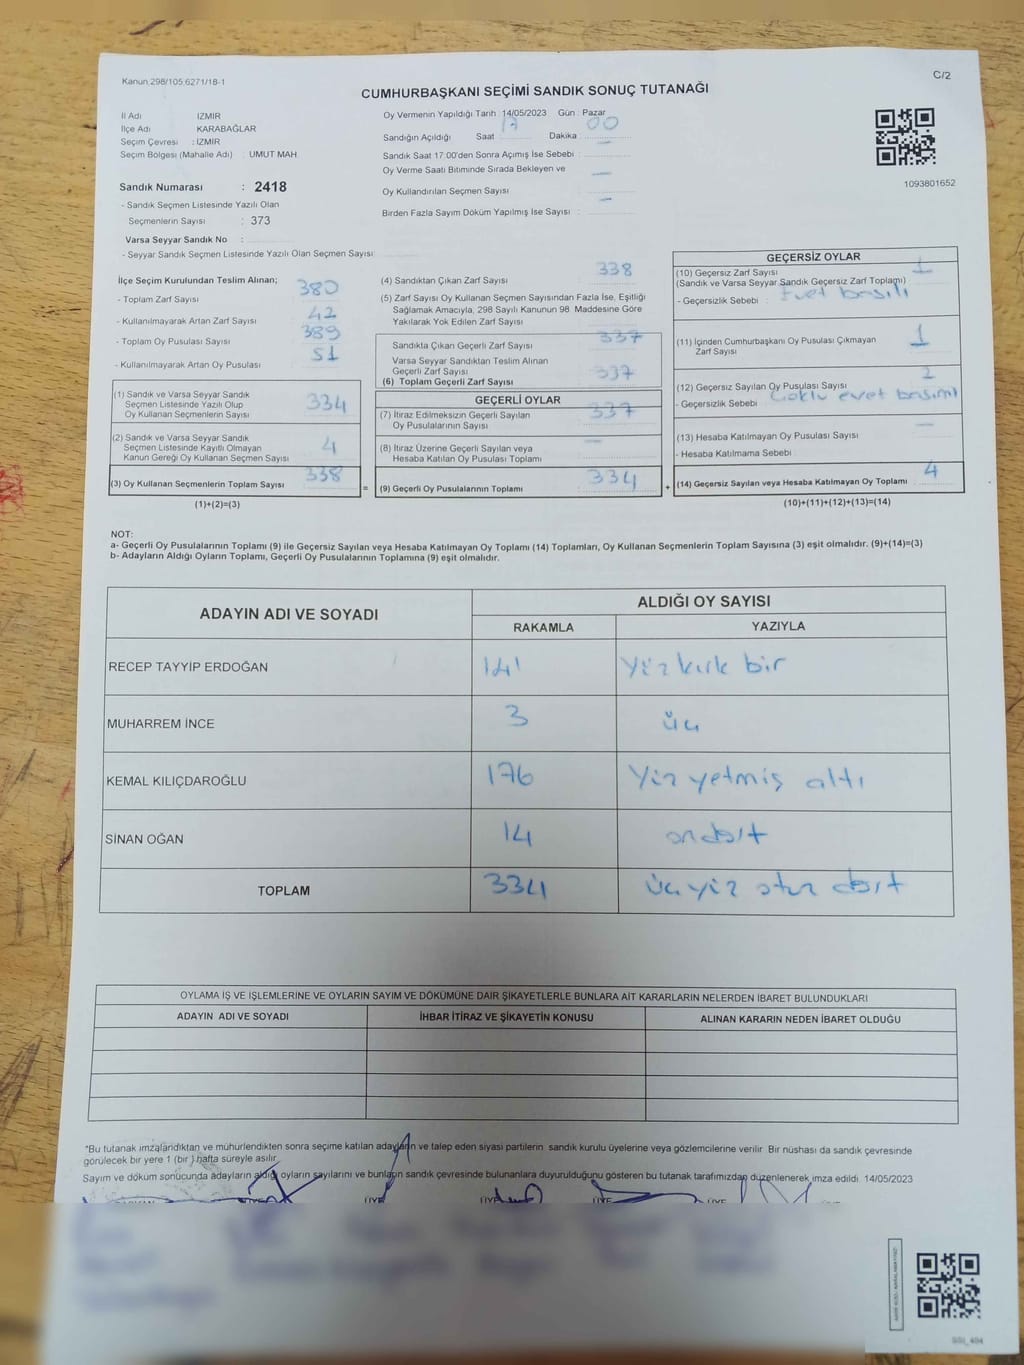 Kanun 298/105,6271/18-1
C/2
CUMHURBAŞKANI SEÇİMİ SANDIK SONUÇ TUTANAĞI
İl Adı İZMİR
İlçe Adı KARABAĞLAR
Seçim Çevresi : İZMİR
Seçim Bölgesi (Mahalle Adı) : UMUT MAH.
Sandık Numarası : 2418
- Sandık Seçmen Listesinde Yazılı Olan
Seçmenlerin Sayısı : 373
Varsa Seyyar Sandık No :
- Seyyar Sandık Seçmen Listesinde Yazılı Olan Seçmen Sayısı:
Oy Vermenin Yapıldığı Tarih : 14/05/2023 Gün : Pazar
Sandığın Açıldığı Saat 17 Dakika : 00
Sandık Saat 17:00'den Sonra Açımış İse Sebebi : —
Oy Verme Saati Bitiminde Sırada Bekleyen ve
Oy Kullandırılan Seçmen Sayısı : —
Birden Fazla Sayım Döküm Yapılmış İse Sayısı : —
1093801652
İlçe Seçim Kurulundan Teslim Alınan;
- Toplam Zarf Sayısı 380
- Kullanılmayarak Artan Zarf Sayısı 42
- Toplam Oy Pusulası Sayısı 389
- Kullanılmayarak Artan Oy Pusulası 51
(1) Sandık ve Varsa Seyyar Sandık
Seçmen Listesinde Yazılı Olup
Oy Kullanan Seçmenlerin Sayısı 334
(2) Sandık ve Varsa Seyyar Sandık
Seçmen Listesinde Kayıtlı Olmayan
Kanun Gereği Oy Kullanan Seçmen Sayısı 4
(3) Oy Kullanan Seçmenlerin Toplam Sayısı 338
(1)+(2)=(3)
=
(4) Sandıktan Çıkan Zarf Sayısı 338
(5) Zarf Sayısı Oy Kullanan Seçmen Sayısından Fazla İse, Eşitliği
Sağlamak Amacıyla, 298 Sayılı Kanunun 98. Maddesine Göre
Yakılarak Yok Edilen Zarf Sayısı
Sandıkta Çıkan Geçerli Zarf Sayısı 337
Varsa Seyyar Sandıktan Teslim Alınan
Geçerli Zarf Sayısı
(6) Toplam Geçerli Zarf Sayısı 337
GEÇERLİ OYLAR
(7) İtiraz Edilmeksizin Geçerli Sayılan
Oy Pusulalarının Sayısı 337
(8) İtiraz Üzerine Geçerli Sayılan veya
Hesaba Katılan Oy Pusulası Toplamı —
(9) Geçerli Oy Pusulalarının Toplamı 334
+
GEÇERSİZ OYLAR
(10) Geçersiz Zarf Sayısı 1
(Sandık ve Varsa Seyyar Sandık Geçersiz Zarf Toplamı)
- Geçersizlik Sebebi : Evet basılı
(11) İçinden Cumhurbaşkanı Oy Pusulası Çıkmayan
Zarf Sayısı 1
(12) Geçersiz Sayılan Oy Pusulası Sayısı 2
- Geçersizlik Sebebi : Çoklu evet basımı
(13) Hesaba Katılmayan Oy Pusulası Sayısı —
- Hesaba Katılmama Sebebi :
(14) Geçersiz Sayılan veya Hesaba Katılmayan Oy Toplamı 4
(10)+(11)+(12)+(13)=(14)
NOT:
a- Geçerli Oy Pusulalarının Toplamı (9) ile Geçersiz Sayılan veya Hesaba Katılmayan Oy Toplamı (14) Toplamları, Oy Kullanan Seçmenlerin Toplam Sayısına (3) eşit olmalıdır. (9)+(14)=(3)
b- Adayların Aldığı Oyların Toplamı, Geçerli Oy Pusulalarının Toplamına (9) eşit olmalıdır.
ADAYIN ADI VE SOYADI ALDIĞI OY SAYISI
RAKAMLA YAZIYLA
RECEP TAYYİP ERDOĞAN 141 yüz kırk bir
MUHARREM İNCE 3 üç
KEMAL KILIÇDAROĞLU 176 yüz yetmiş altı
SİNAN OĞAN 14 ondört
TOPLAM 334 üç yüz otuz dört
OYLAMA İŞ VE İŞLEMLERİNE VE OYLARIN SAYIM VE DÖKÜMÜNE DAİR ŞİKAYETLERLE BUNLARA AİT KARARLARIN NELERDEN İBARET BULUNDUKLARI
ADAYIN ADI VE SOYADI İHBAR İTİRAZ VE ŞİKAYETİN KONUSU ALINAN KARARIN NEDEN İBARET OLDUĞU
*Bu tutanak imzalandıktan ve mühürlendikten sonra seçime katılan adayların ve talep eden siyasi partilerin sandık kurulu üyelerine veya gözlemcilerine verilir. Bir nüshası da sandık çevresinde
görülecek bir yere 1 (bir ) hafta süreyle asılır.
Sayım ve döküm sonucunda adayların aldığı oyların sayılarını ve bunların sandık çevresinde bulunanlara duyurulduğunu gösteren bu tutanak tarafımızdan düzenlenerek imza edildi. 14/05/2023
ÜYE ÜYE ÜYE ÜYE